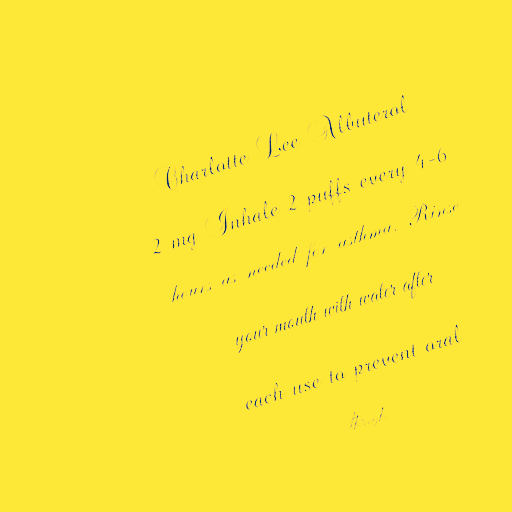 Charlotte Lee Albuterol
2 mg Inhale 2 puffs every 4-6
hours as needed for asthma. Rinse
your mouth with water after
each use to prevent oral